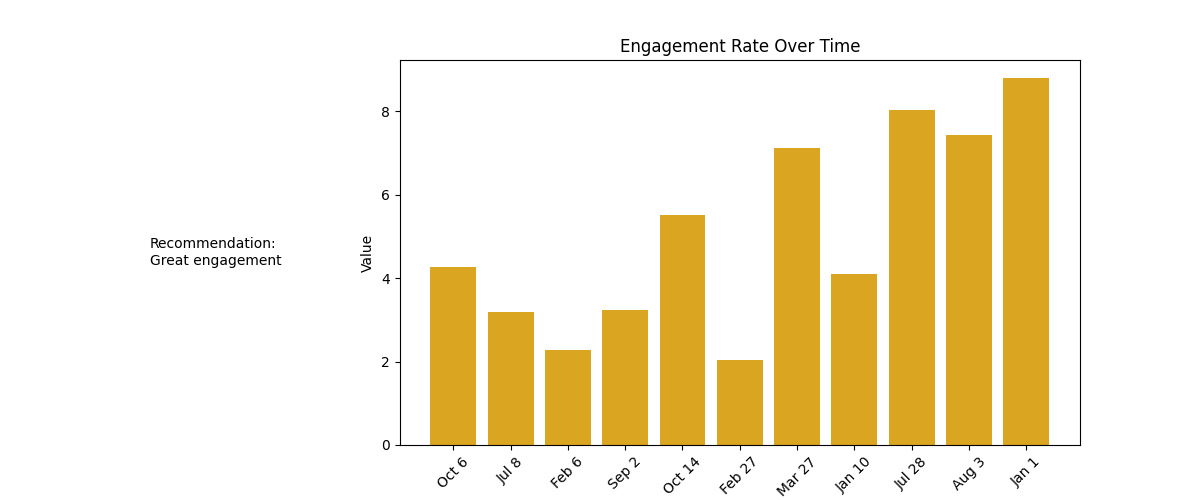 Engagement Rate Over Time
Recommendation:
Great engagement
Value
8
6
4
2
0
Oct 6
Jul 8
Feb 6
Sep 2
Oct 14
Feb 27
Mar 27
Jan 10
Jul 28
Aug 3
Jan 1